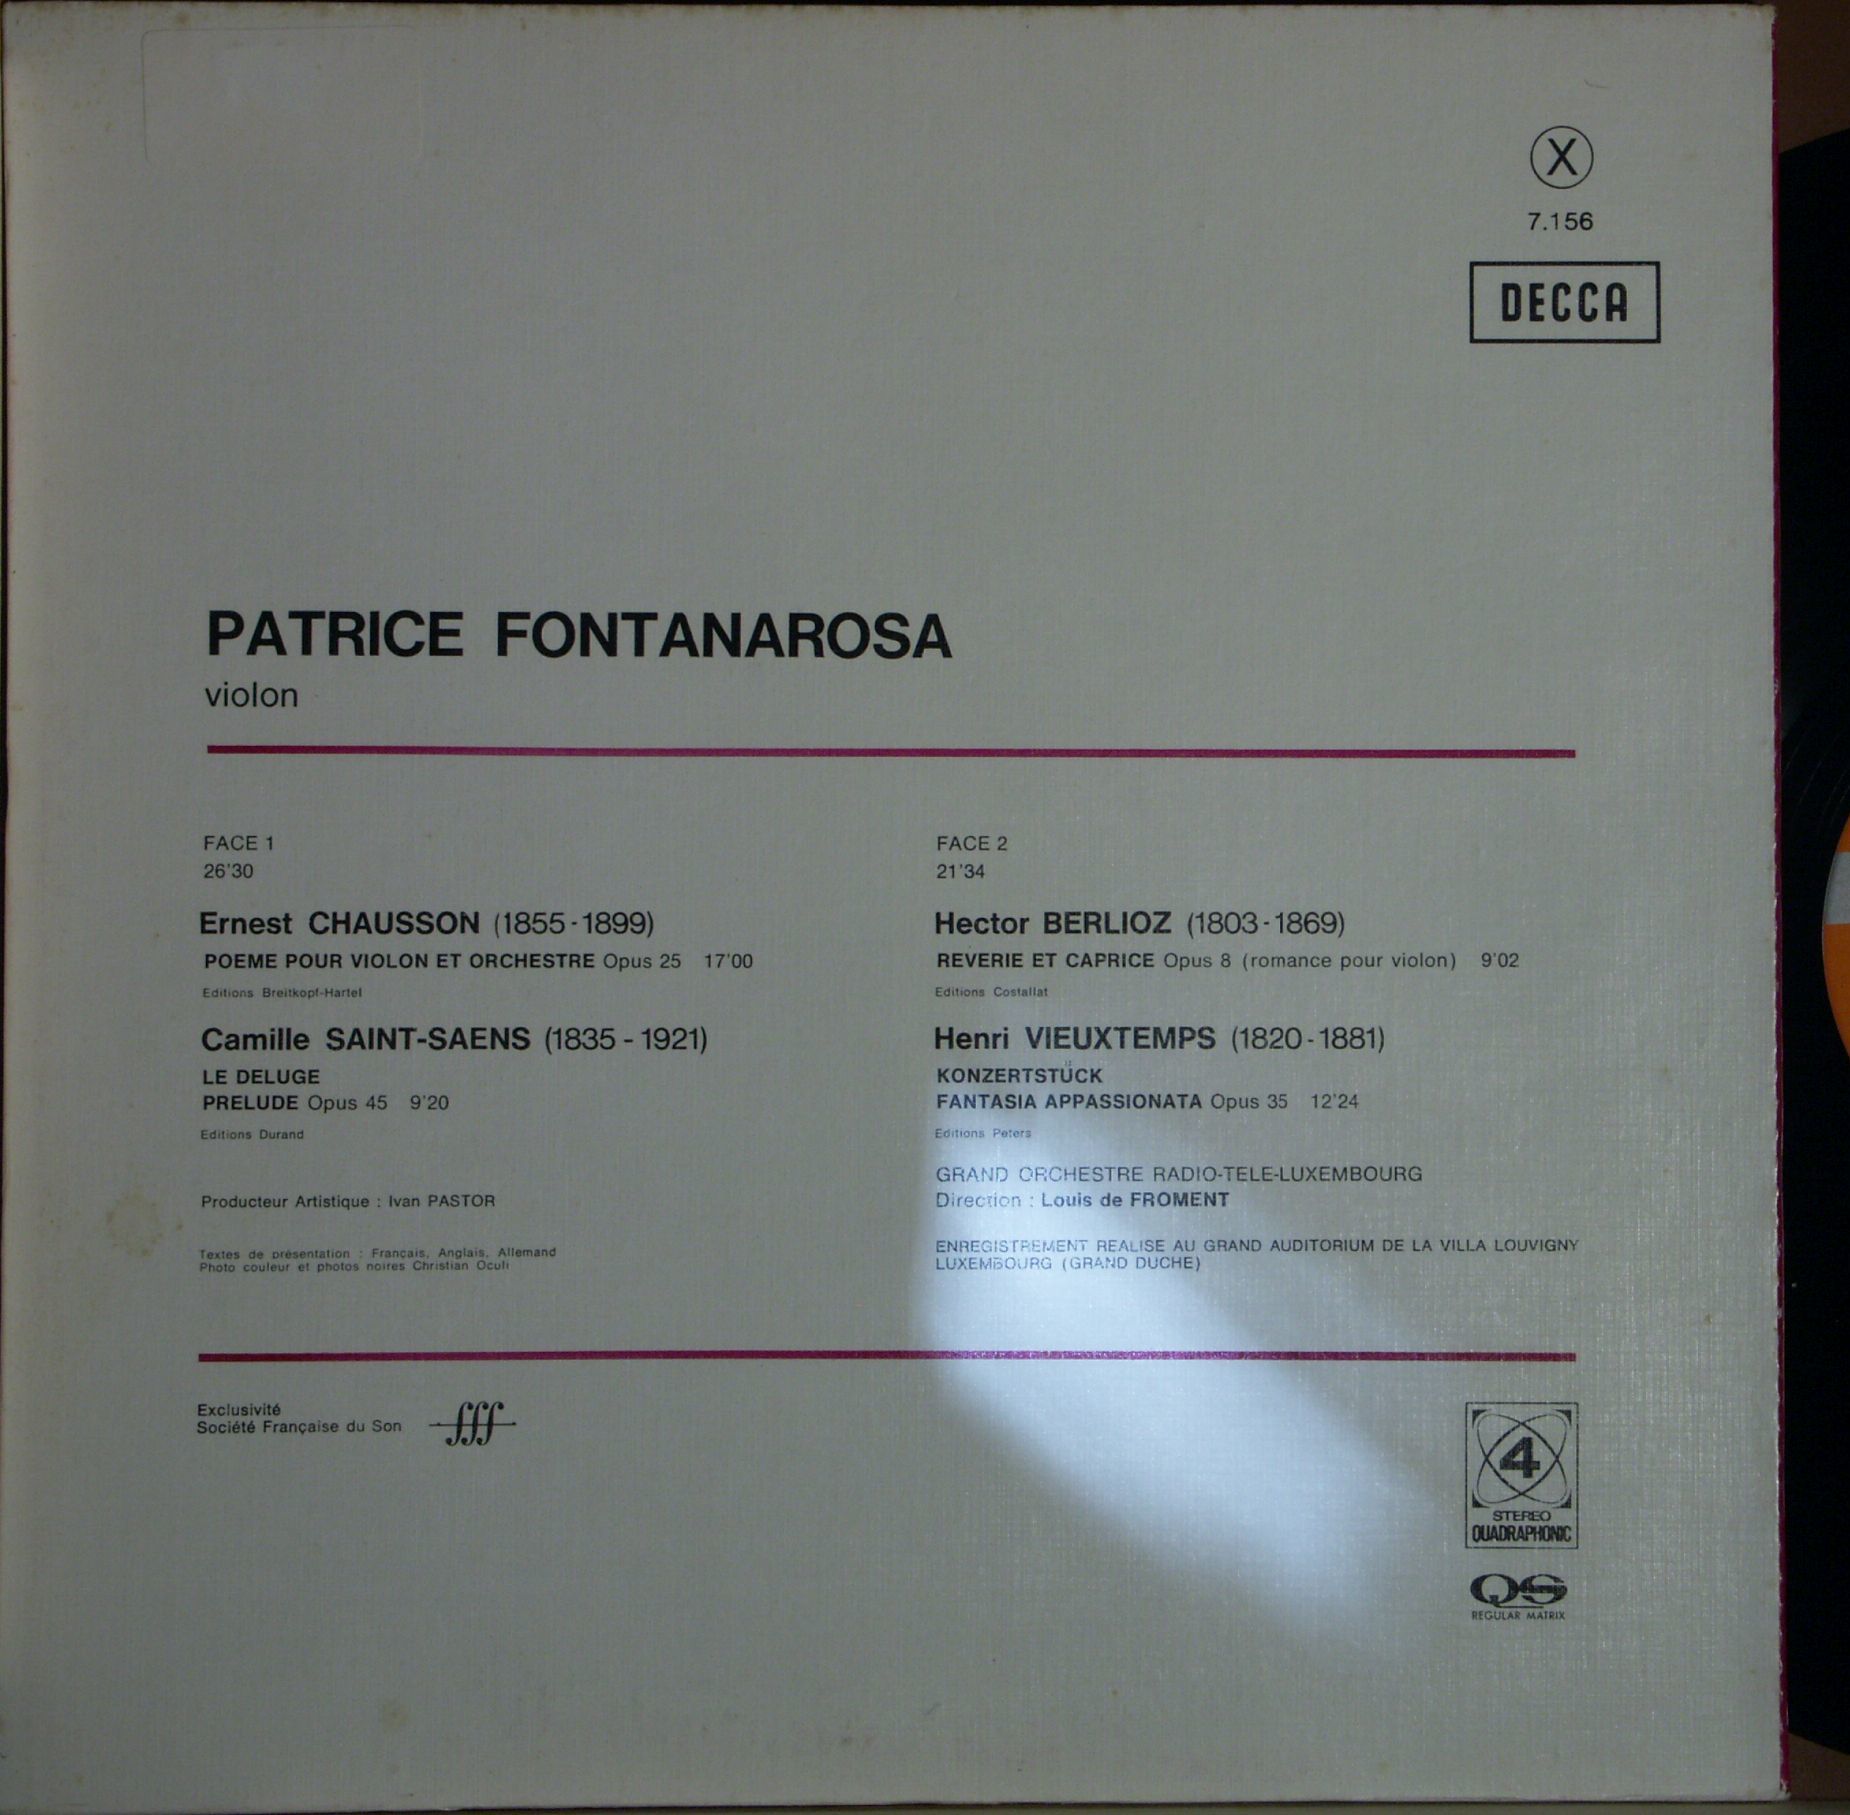 X
7.156
DECCA
PATRICE FONTANAROSA
violon
FACE 1
26'30
Ernest CHAUSSON (1855-1899)
POEME POUR VIOLON ET ORCHESTRE Opus 25 17'00
Editions Breitkopf-Hartel
Camille SAINT-SAENS (1835 - 1921)
LE DELUGE
PRELUDE Opus 45 9'20
Editions Durand
Producteur Artistique : Ivan PASTOR
Textes de présentation : Francais, Anglais, Allemand
Photo couleur et photos noires Christian Oculi
FACE 2
21'34
Hector BERLIOZ (1803-1869)
REVERIE ET CAPRICE Opus 8 (romance pour violon) 9'02
Editions Costallat
Henri VIEUXTEMPS (1820-1881)
KONZERTSTÜCK
FANTASIA APPASSIONATA Opus 35 12'24
Editions Peters
GRAND ORCHESTRE RADIO-TELE-LUXEMBOURG
Direction : Louis de FROMENT
ENREGISTREMENT REALISE AU GRAND AUDITORIUM DE LA VILLA LOUVIGNY
LUXEMBOURG (GRAND DUCHE)
Exclusivité
Société Française du Son
fff
4
STEREO
QUADRAPHONIC
QS
REGULAR MATRIX